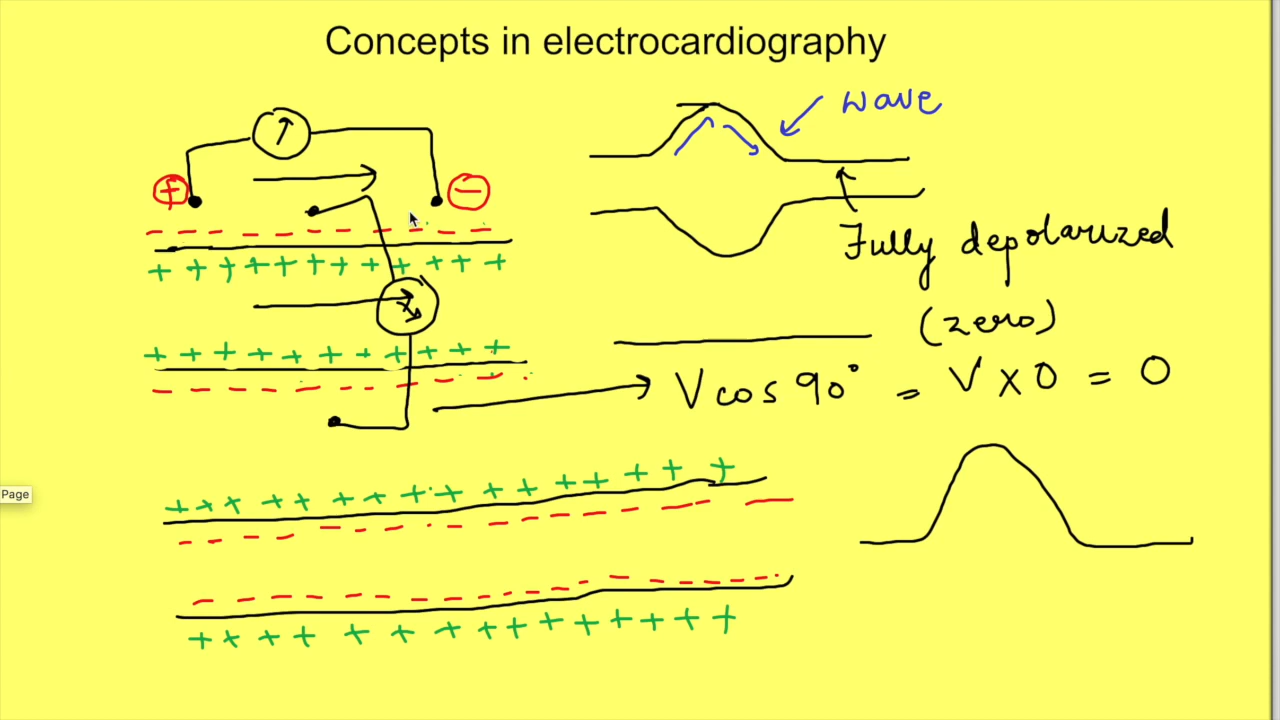 Concepts in electrocardiography
wave
+
−
− − − − − − − − − − − − − −
+ + + + + + + + + + + +
Fully depolarized
(zero)
+ + + + + + + + + + +
− − − − − − − − − − − − −
V cos 90° = V X 0 = 0
Page
+ + + + + + + + + + + + + + + +
− − − − − − − − − − − − − − − −
− − − − − − − − − − − − − − − −
+ + + + + + + + + + + + + +